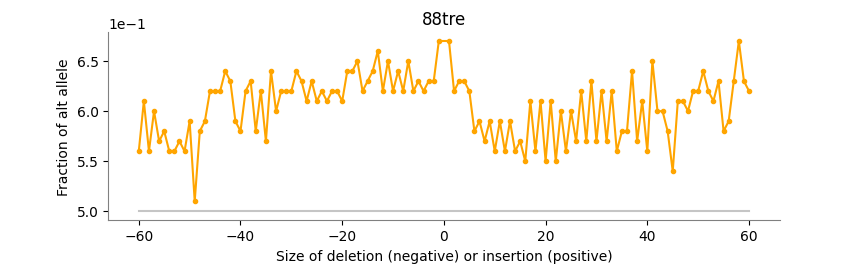 88tre
1e−1
Fraction of alt allele
6.5
6.0
5.5
5.0
−60 −40 −20 0 20 40 60
Size of deletion (negative) or insertion (positive)